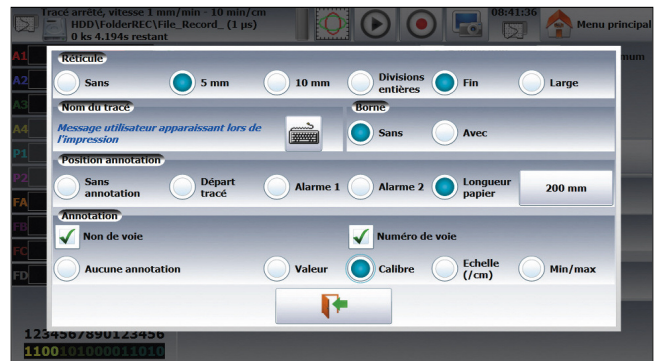 Tracé arrété, vitesse 1 mm/min - 10 min/cm
HDD\FolderREC\File_Record_ (1 µs)
0 ks 4.194s restant
08:41:36
Menu principal
A1
A2
A3
A4
P1
P2
FA
FB
FC
FD
Réticule
Sans
5 mm
10 mm
Divisions
entières
Fin
Large
Nom du tracé
Message utilisateur apparaissant lors de
l'impression
Borne
Sans
Avec
Position annotation
Sans
annotation
Départ
tracé
Alarme 1
Alarme 2
Longueur
papier
200 mm
Annotation
Non de voie
Numéro de voie
Aucune annotation
Valeur
Calibre
Echelle
(/cm)
Min/max
1234567890123456
1100101000011010